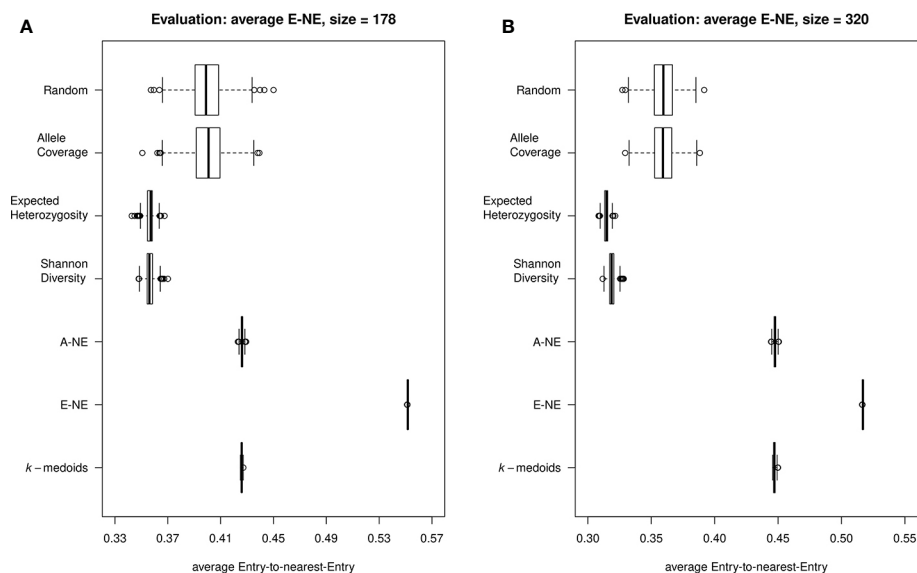 A
Evaluation: average E-NE, size = 178
Random
Allele
Coverage
Expected
Heterozygosity
Shannon
Diversity
A-NE
E-NE
k – medoids
0.33 0.37 0.41 0.45 0.49 0.53 0.57
average Entry-to-nearest-Entry
B
Evaluation: average E-NE, size = 320
Random
Allele
Coverage
Expected
Heterozygosity
Shannon
Diversity
A-NE
E-NE
k – medoids
0.30 0.35 0.40 0.45 0.50 0.55
average Entry-to-nearest-Entry